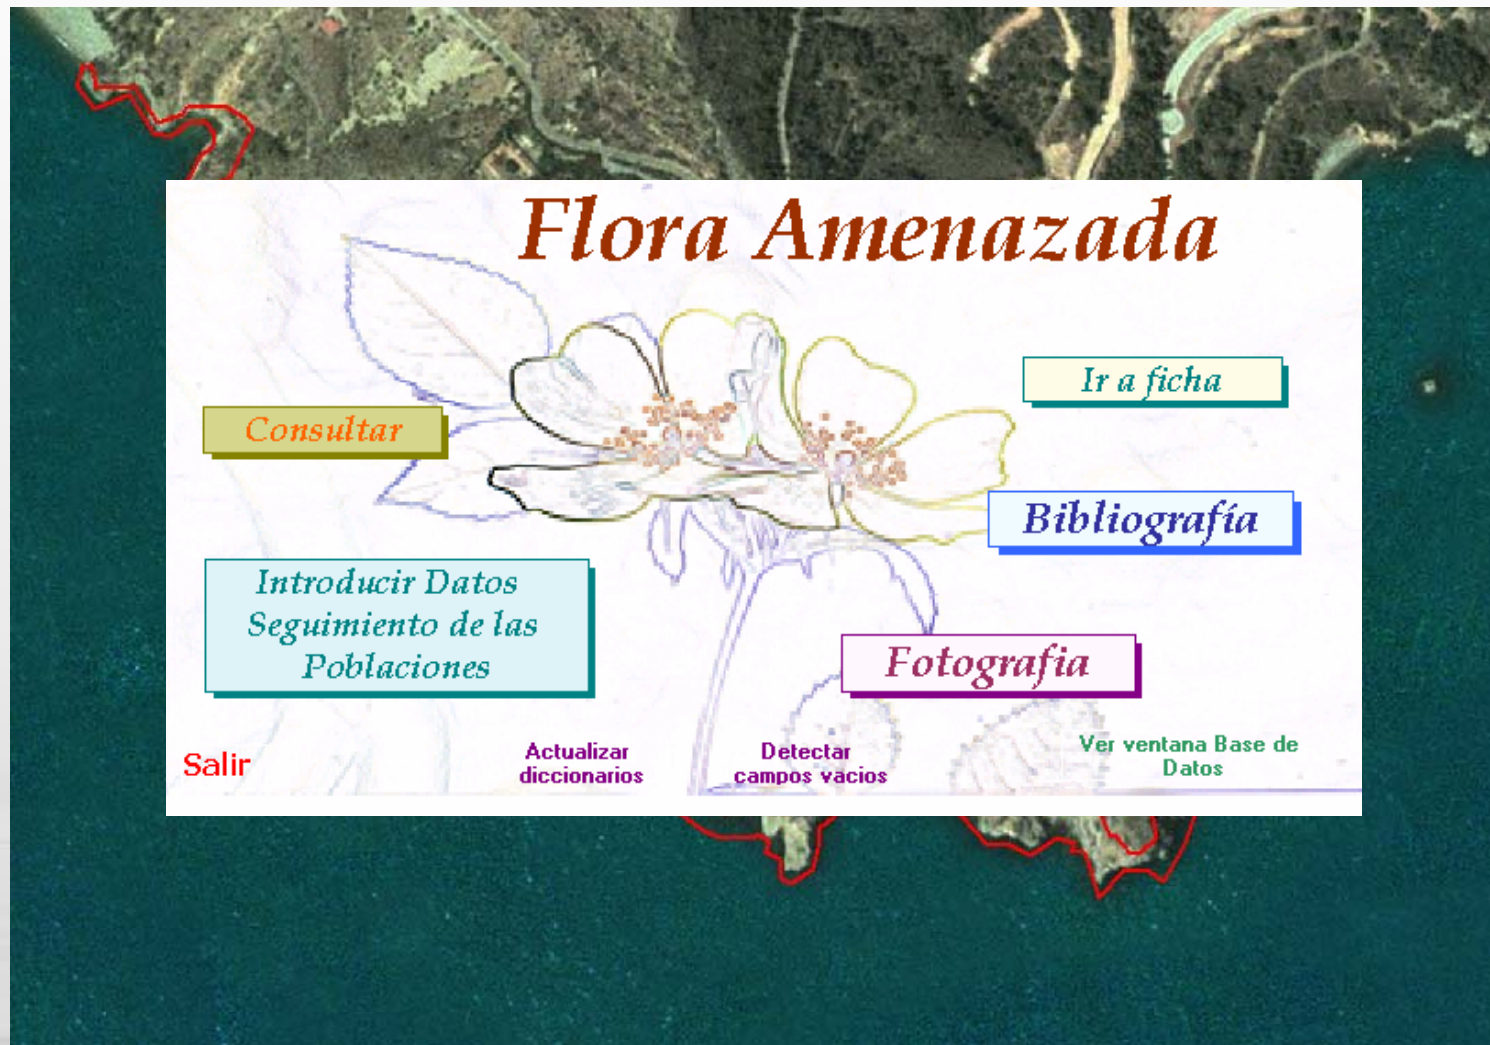 Flora Amenazada
Ir a ficha
Consultar
Bibliografía
Introducir Datos
Seguimiento de las
Poblaciones
Fotografia
Salir
Actualizar
diccionarios
Detectar
campos vacios
Ver ventana Base de
Datos